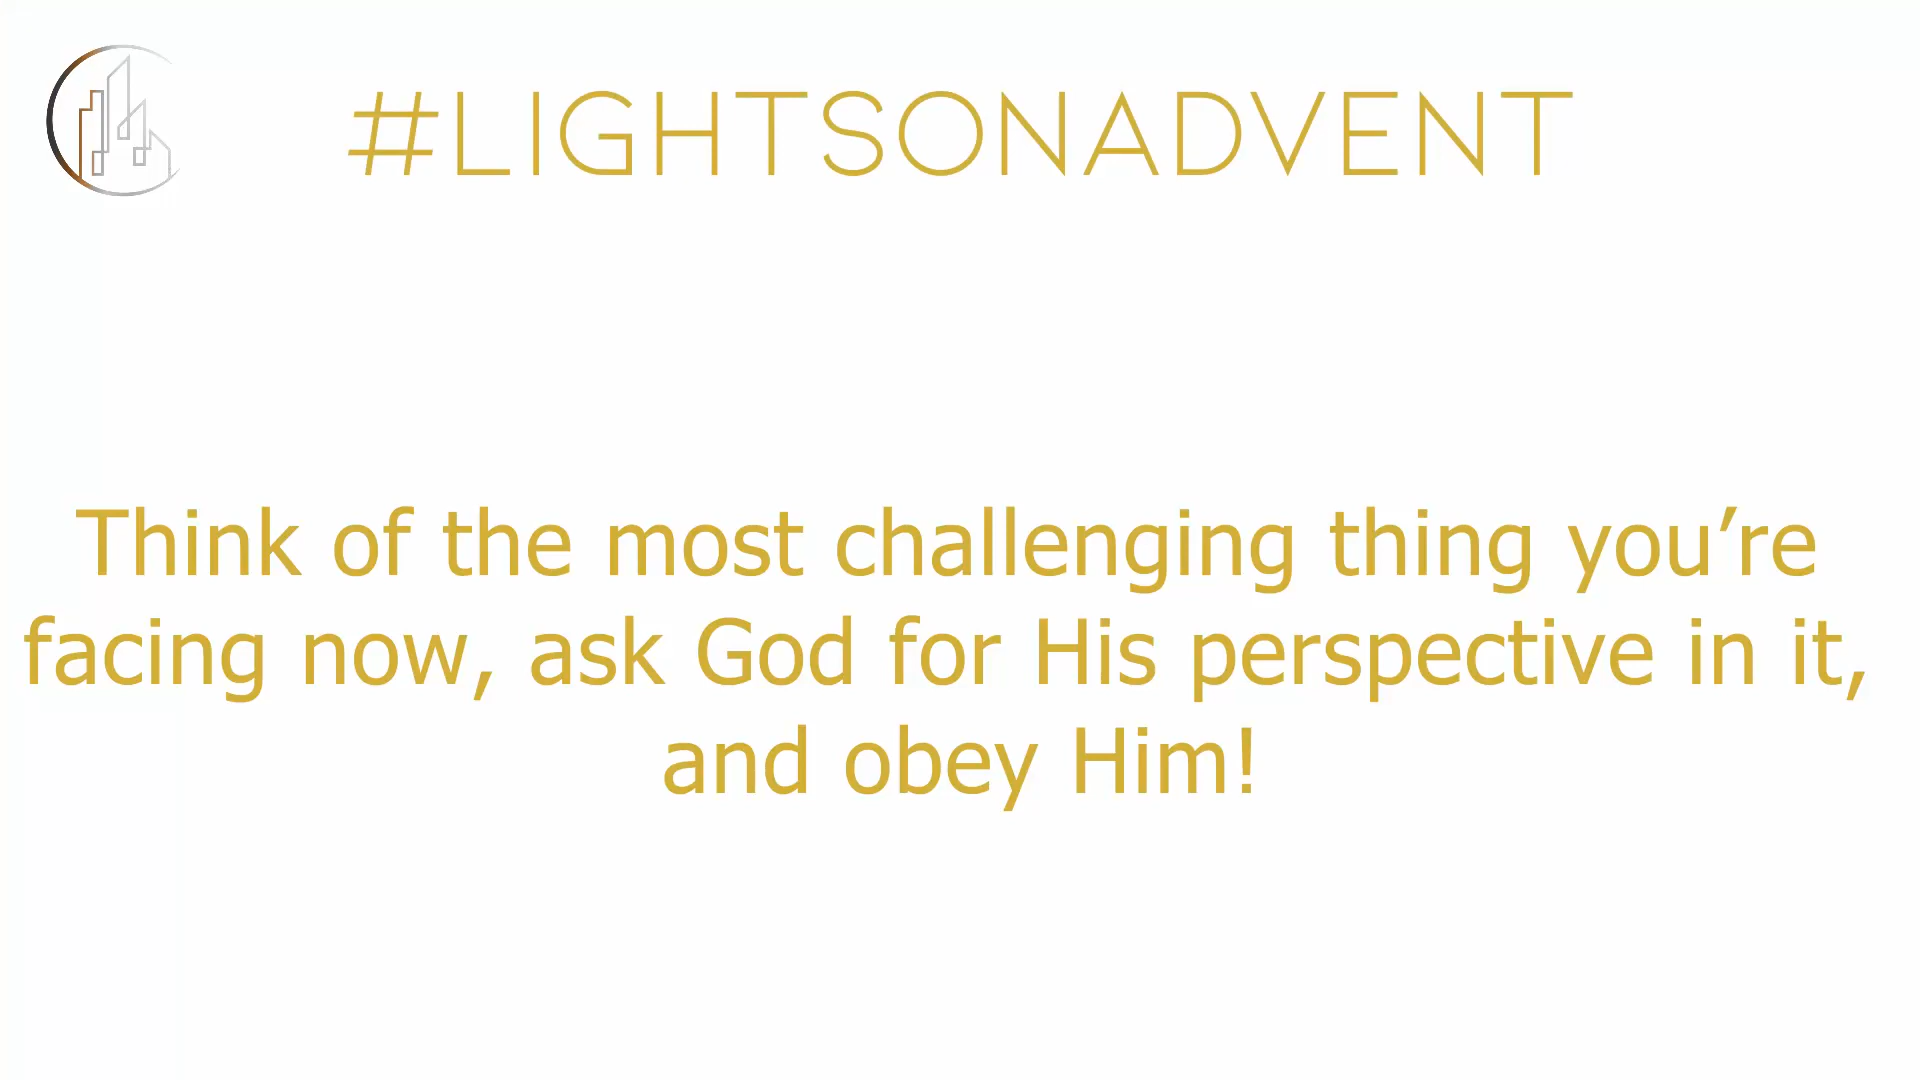 #LIGHTSONADVENT
Think of the most challenging thing you’re
facing now, ask God for His perspective in it,
and obey Him!